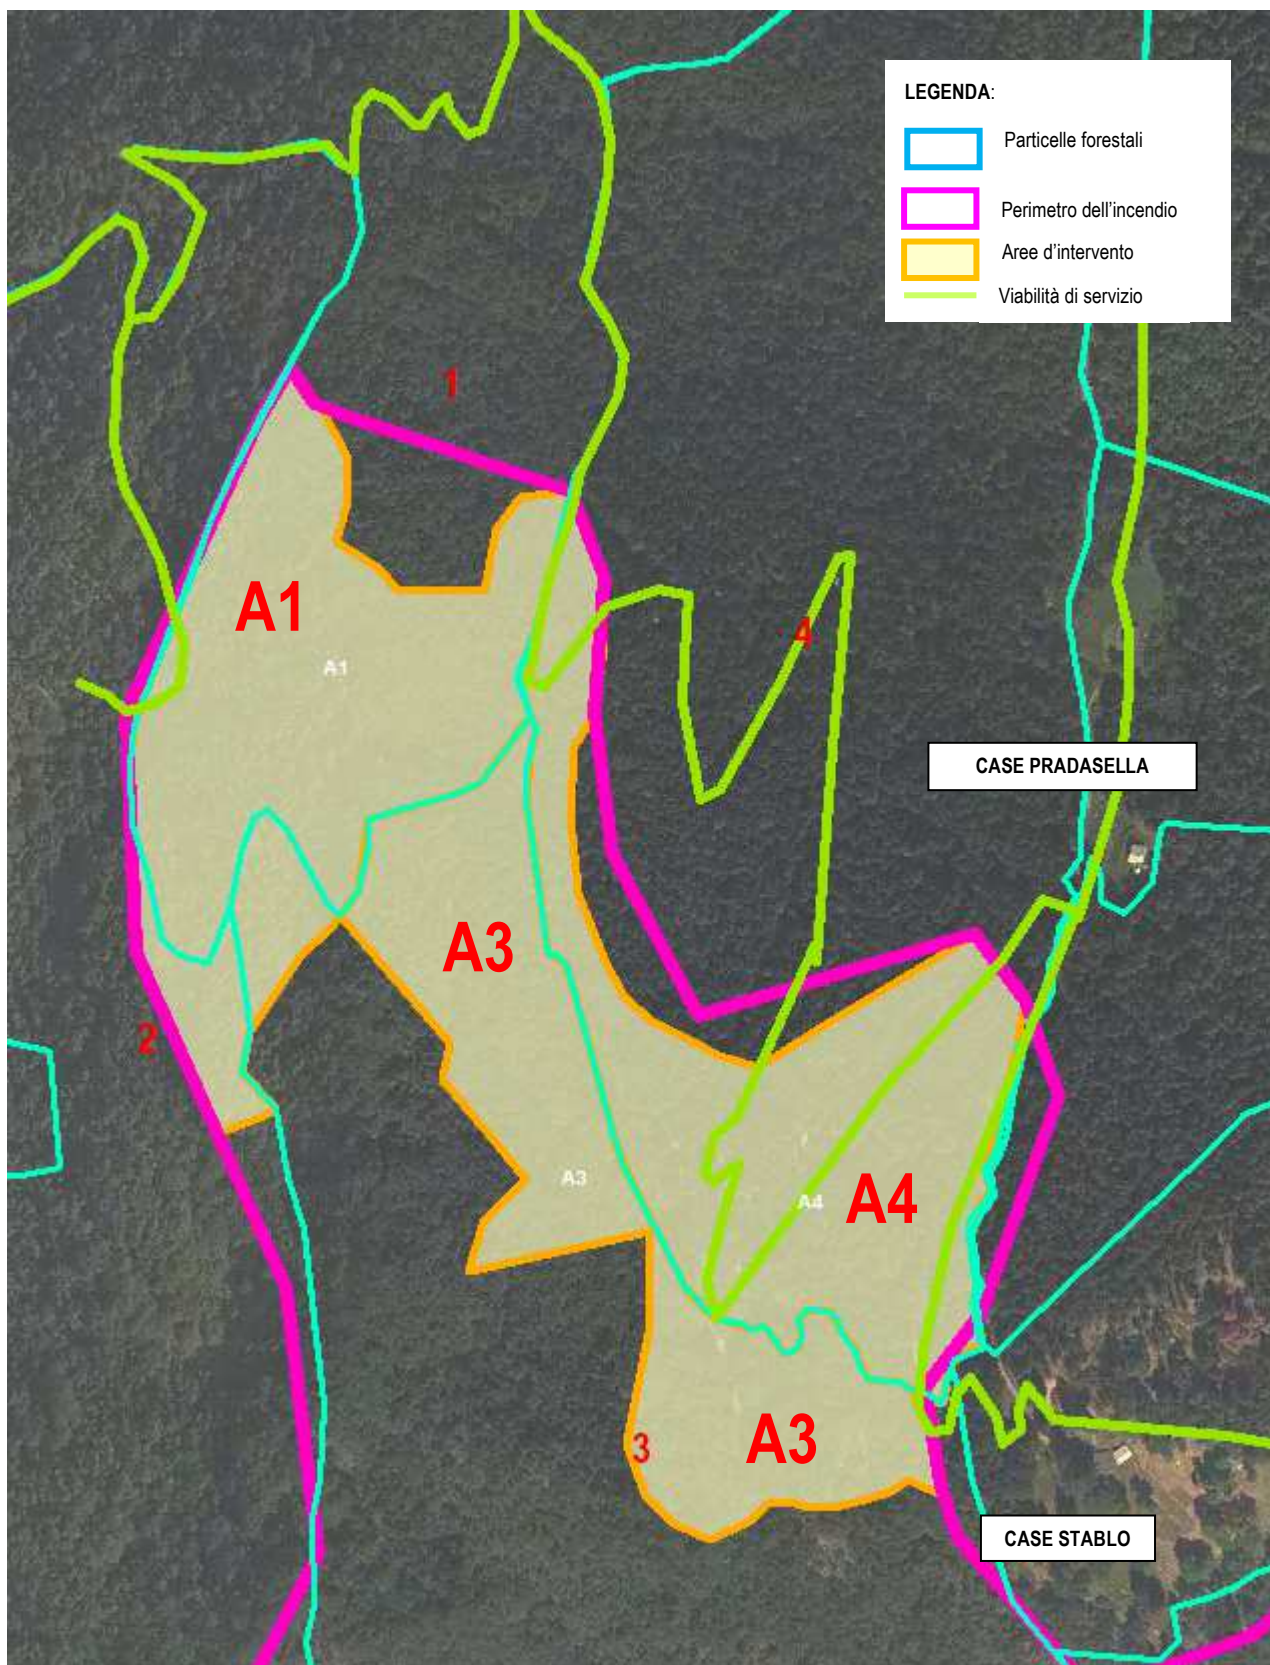 LEGENDA:
Particelle forestali
Perimetro dell'incendio
Aree d'intervento
Viabilità di servizio
1
A1
A1
4
CASE PRADASELLA
A3
2
A3
A4
A4
3
A3
CASE STABLO